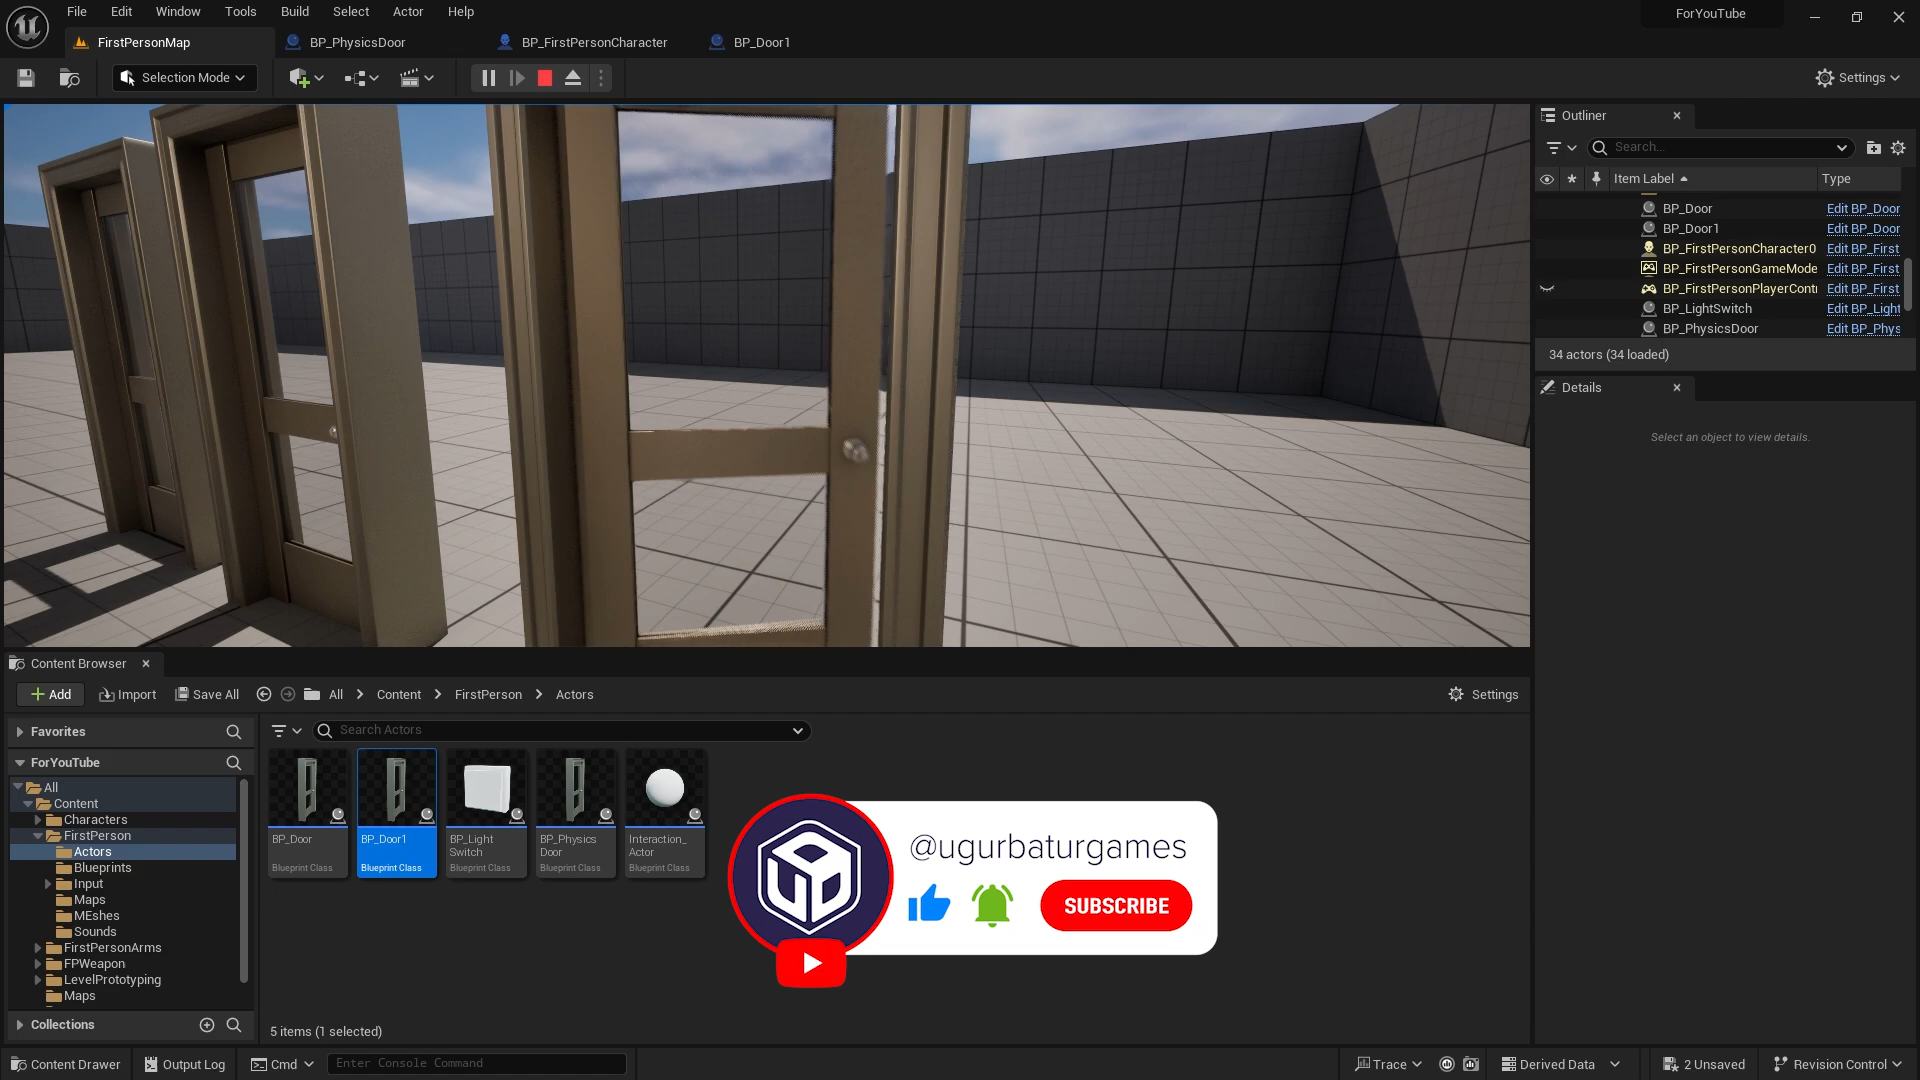 File Edit Window Tools Build Select Actor Help
ForYouTube
FirstPersonMap BP_PhysicsDoor BP_FirstPersonCharacter BP_Door1
Selection Mode
Settings
Outliner
Search...
Item Label Type
BP_Door Edit BP_Door
BP_Door1 Edit BP_Door
BP_FirstPersonCharacter0 Edit BP_First
BP_FirstPersonGameMode Edit BP_First
BP_FirstPersonPlayerContr Edit BP_First
BP_LightSwitch Edit BP_Light
BP_PhysicsDoor Edit BP_Phys
34 actors (34 loaded)
Details
Select an object to view details.
Content Browser
Add Import Save All All Content FirstPerson Actors Settings
Favorites
Search Actors
ForYouTube
All
Content
Characters
FirstPerson
Actors
Blueprints
Input
Maps
MEshes
Sounds
FirstPersonArms
FPWeapon
LevelPrototyping
Maps
Collections
BP_Door
Blueprint Class
BP_Door1
Blueprint Class
BP_Light
Switch
Blueprint Class
BP_Physics
Door
Blueprint Class
Interaction_
Actor
Blueprint Class
@ugurbaturgames
SUBSCRIBE
5 items (1 selected)
Content Drawer Output Log Cmd Enter Console Command Trace Derived Data 2 Unsaved Revision Control